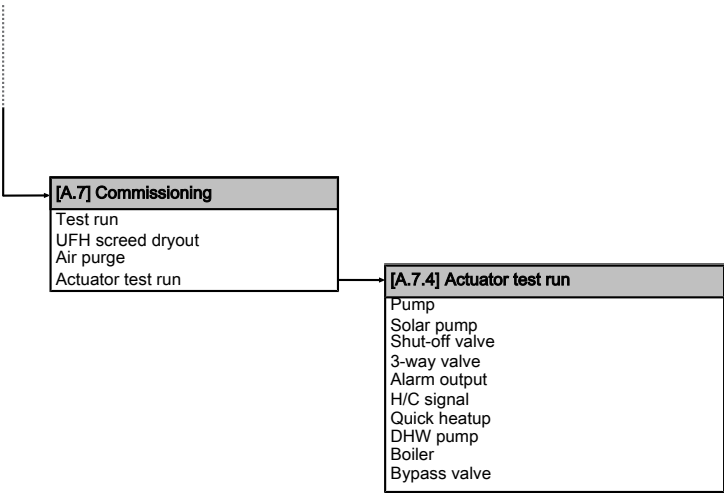 [A.7] Commissioning
Test run
UFH screed dryout
Air purge
Actuator test run
[A.7.4] Actuator test run
Pump
Solar pump
Shut-off valve
3-way valve
Alarm output
H/C signal
Quick heatup
DHW pump
Boiler
Bypass valve